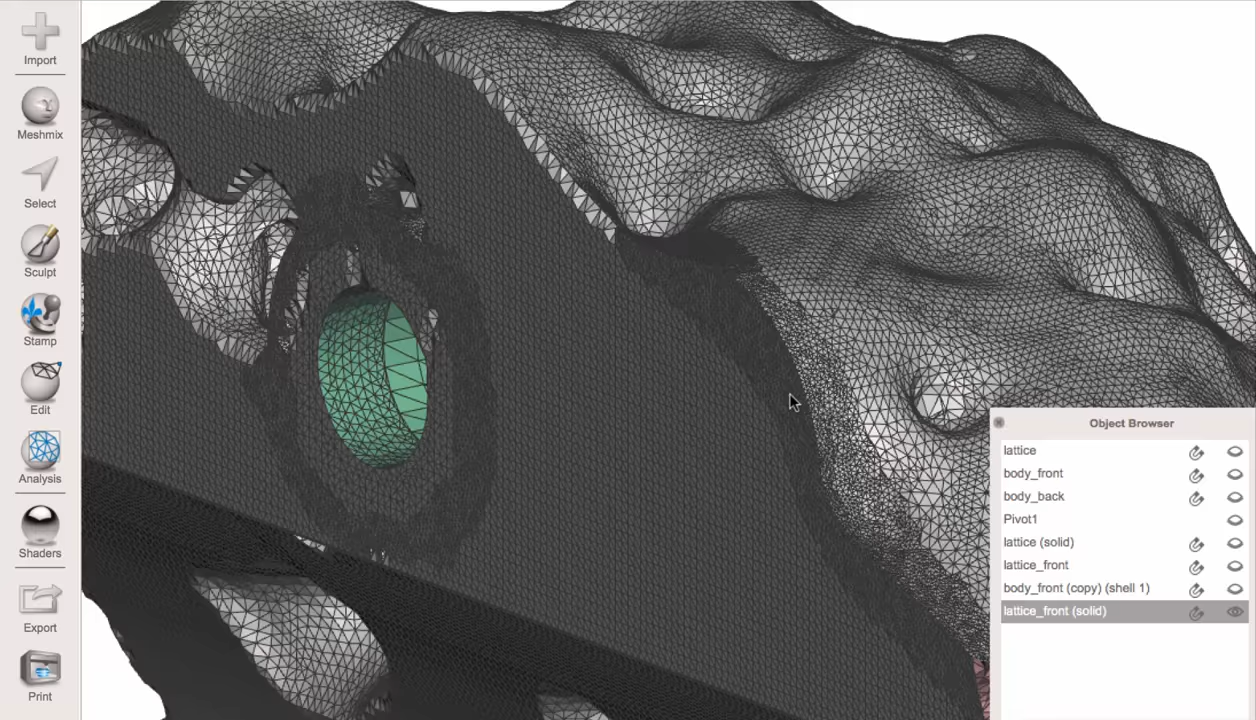 Import
Meshmix
Select
Sculpt
Stamp
Edit
Analysis
Shaders
Export
Print
Object Browser
lattice
body_front
body_back
Pivot1
lattice (solid)
lattice_front
body_front (copy) (shell 1)
lattice_front (solid)